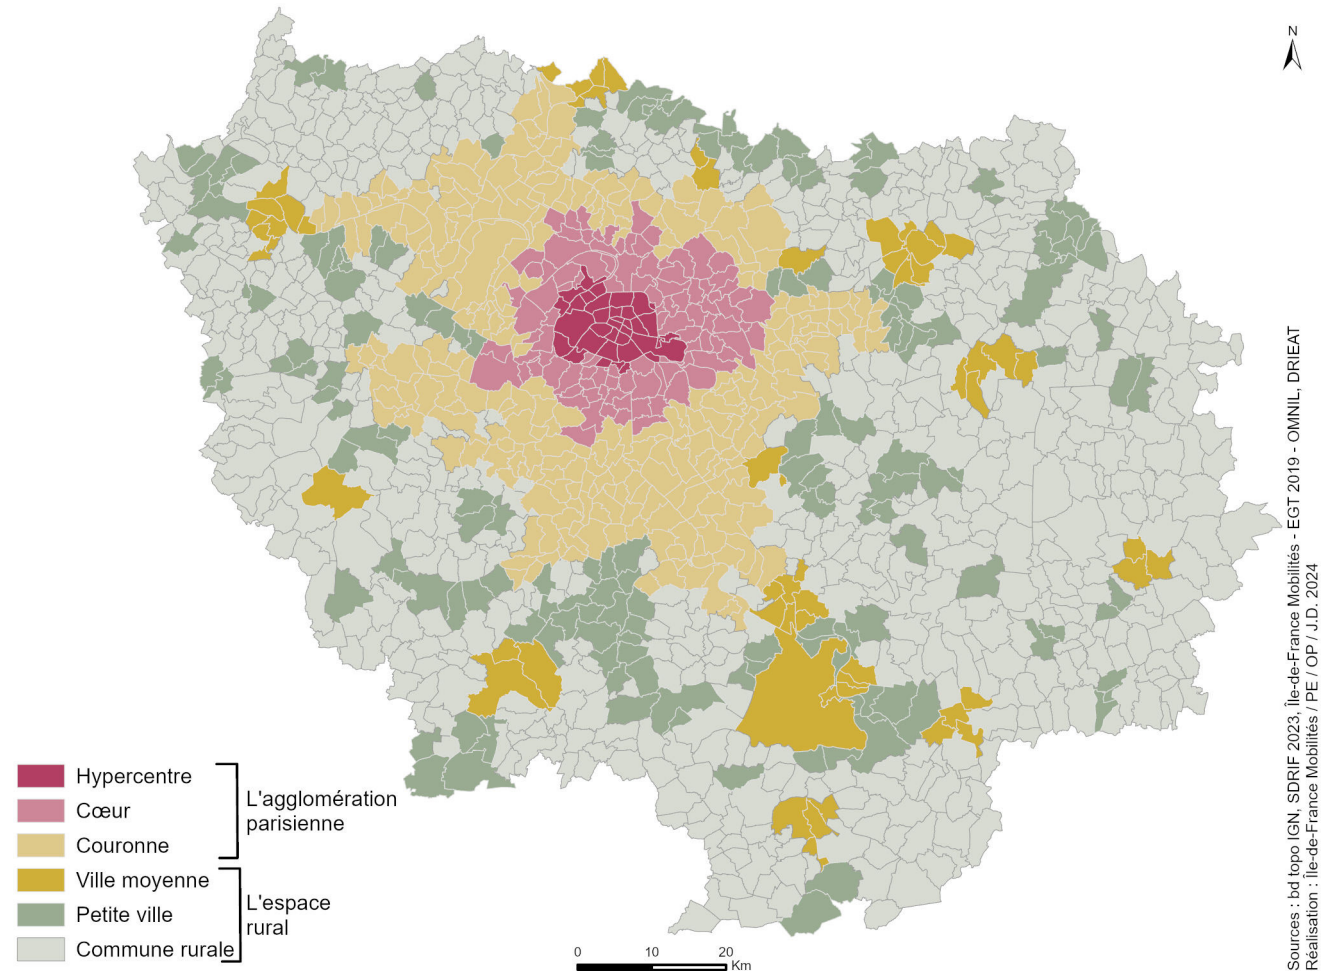 N
Hypercentre
Cœur
Couronne
L'agglomération
parisienne
Ville moyenne
Petite ville
Commune rurale
L'espace
rural
0 10 20
Km
Sources : bd topo IGN, SDRIF 2023, Île-de-France Mobilités - EGT 2019 - OMNIL, DRIEAT
Réalisation : Île-de-France Mobilités / PE / OP / J.D. 2024